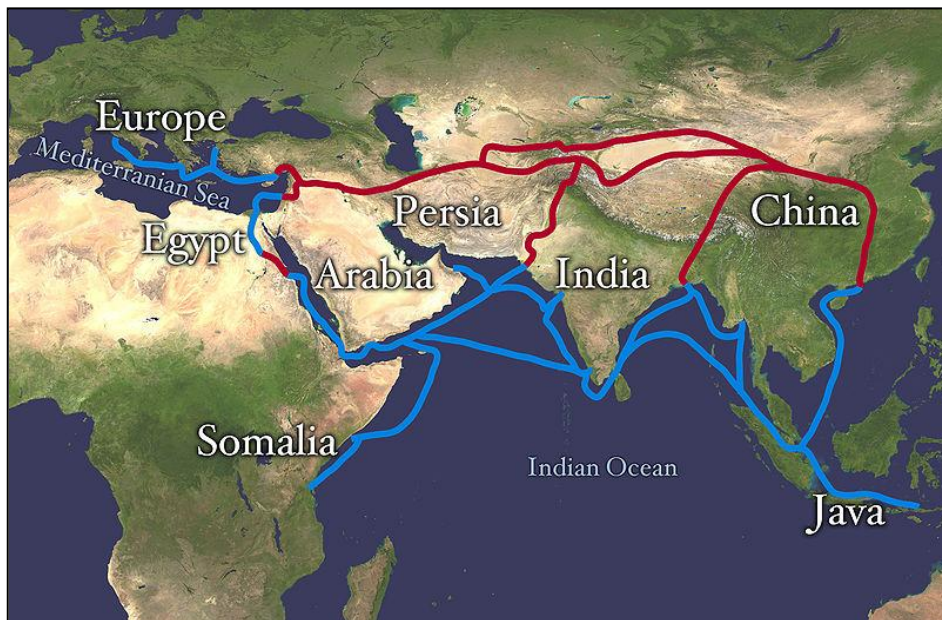 Europe
Mediterranean Sea
Egypt
Persia
China
Arabia
India
Somalia
Indian Ocean
Java